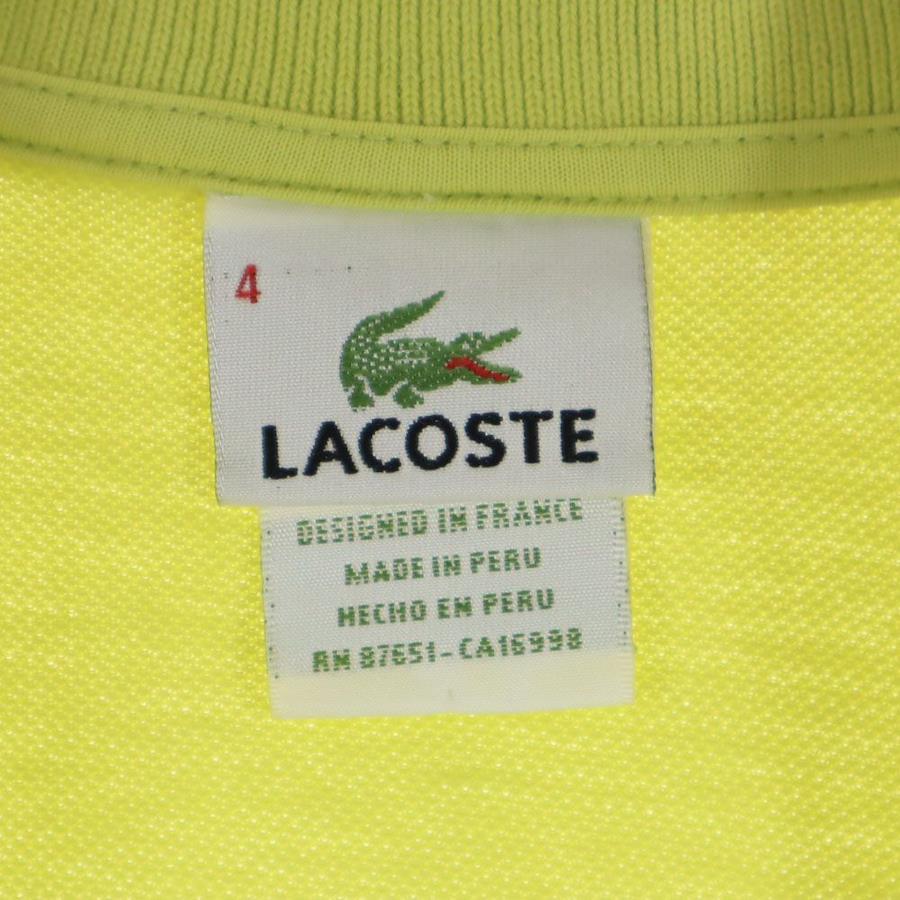 4
LACOSTE
DESIGNED IN FRANCE
MADE IN PERU
HECHO EN PERU
RN 87651-CA16998